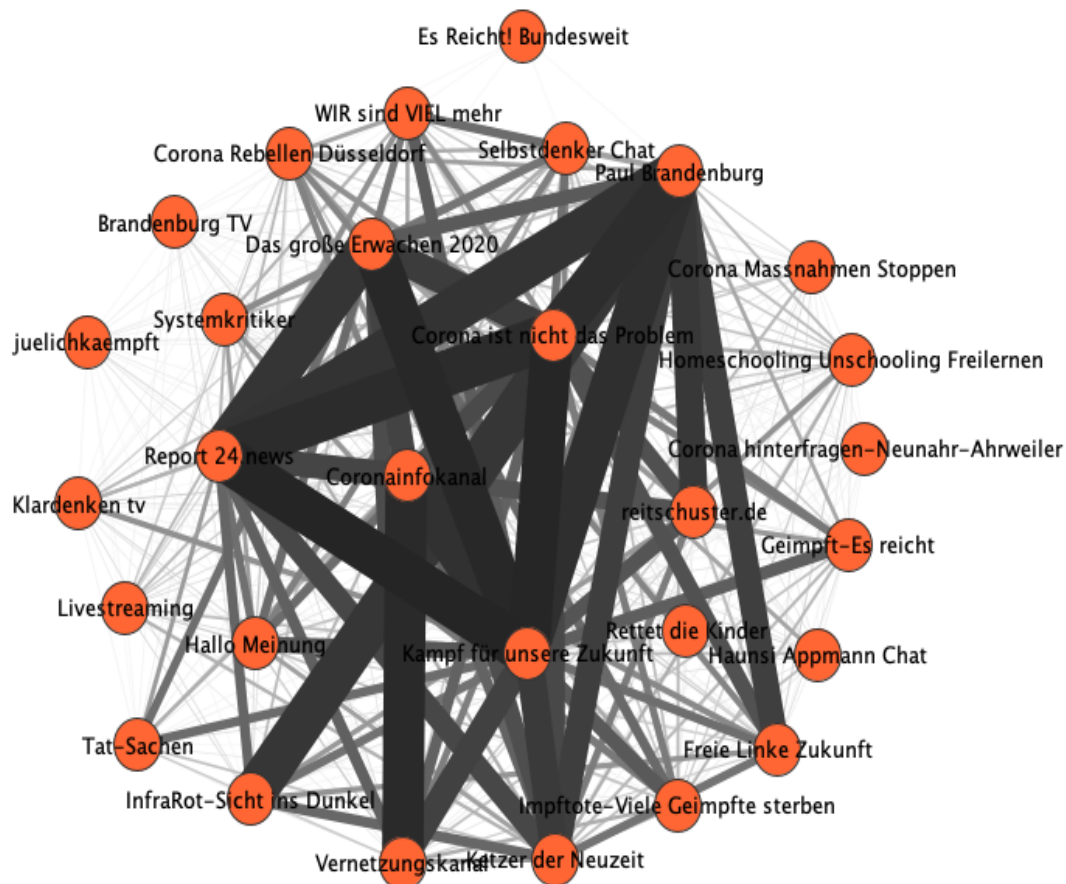 Es Reicht! Bundesweit
WIR sind VIEL mehr
Corona Rebellen Düsseldorf
Selbstdenker Chat
Paul Brandenburg
Brandenburg TV
Das große Erwachen 2020
Corona Massnahmen Stoppen
Systemkritiker
juelichkaempft
Corona ist nicht das Problem
Homeschooling Unschooling Freilernen
Report 24.news
Corona hinterfragen-Neunahr-Ahrweiler
Coronainfokanal
Klardenken tv
reitschuster.de
Geimpft-Es reicht
Livestreaming
Rettet die Kinder
Hallo Meinung
Kampf für unsere Zukunft
Haunsi Appmann Chat
Tat-Sachen
Freie Linke Zukunft
InfraRot-Sicht ins Dunkel
Impftote-Viele Geimpfte sterben
Vernetzungskanal
Ketzer der Neuzeit